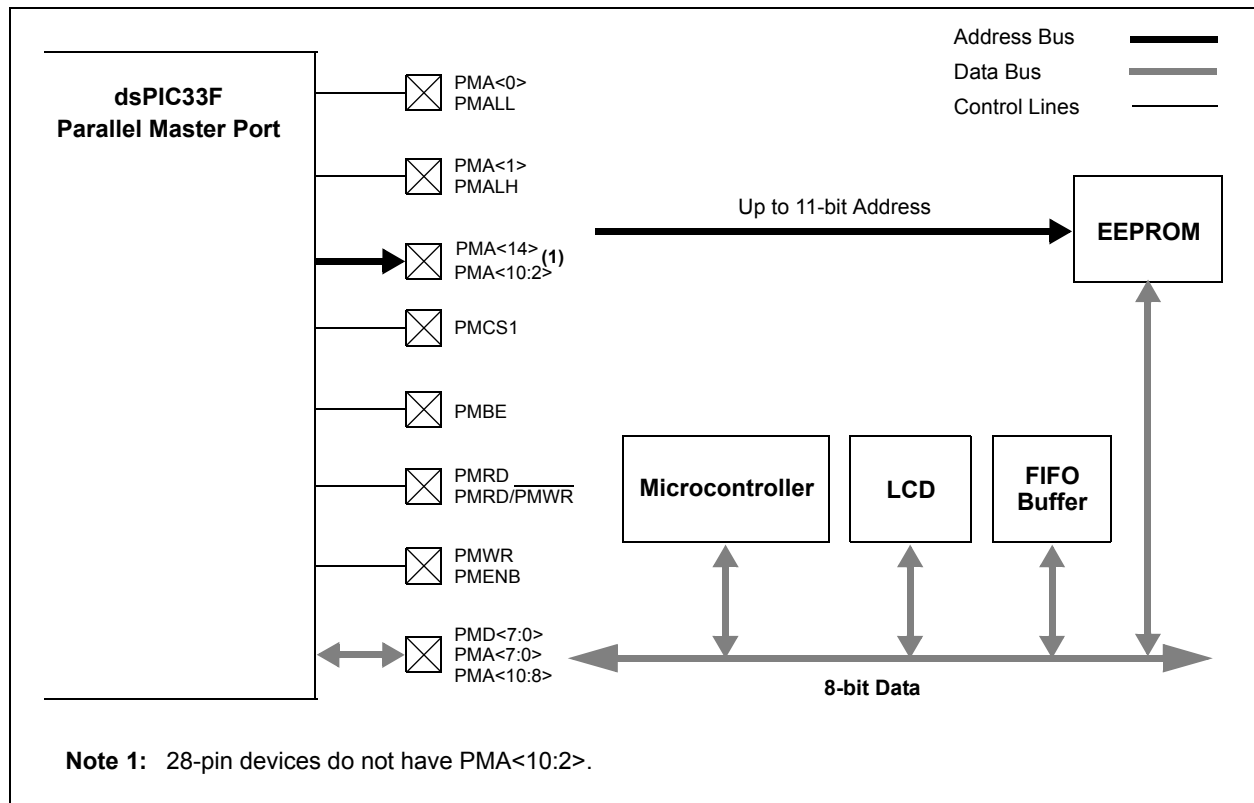 Address Bus
Data Bus
Control Lines
dsPIC33F
Parallel Master Port
PMA<0>
PMALL
PMA<1>
PMALH
PMA<14> (1)
PMA<10:2>
PMCS1
PMBE
PMRD
PMRD/PMWR
PMWR
PMENB
PMD<7:0>
PMA<7:0>
PMA<10:8>
Up to 11-bit Address
EEPROM
Microcontroller
LCD
FIFO
Buffer
8-bit Data
Note 1: 28-pin devices do not have PMA<10:2>.